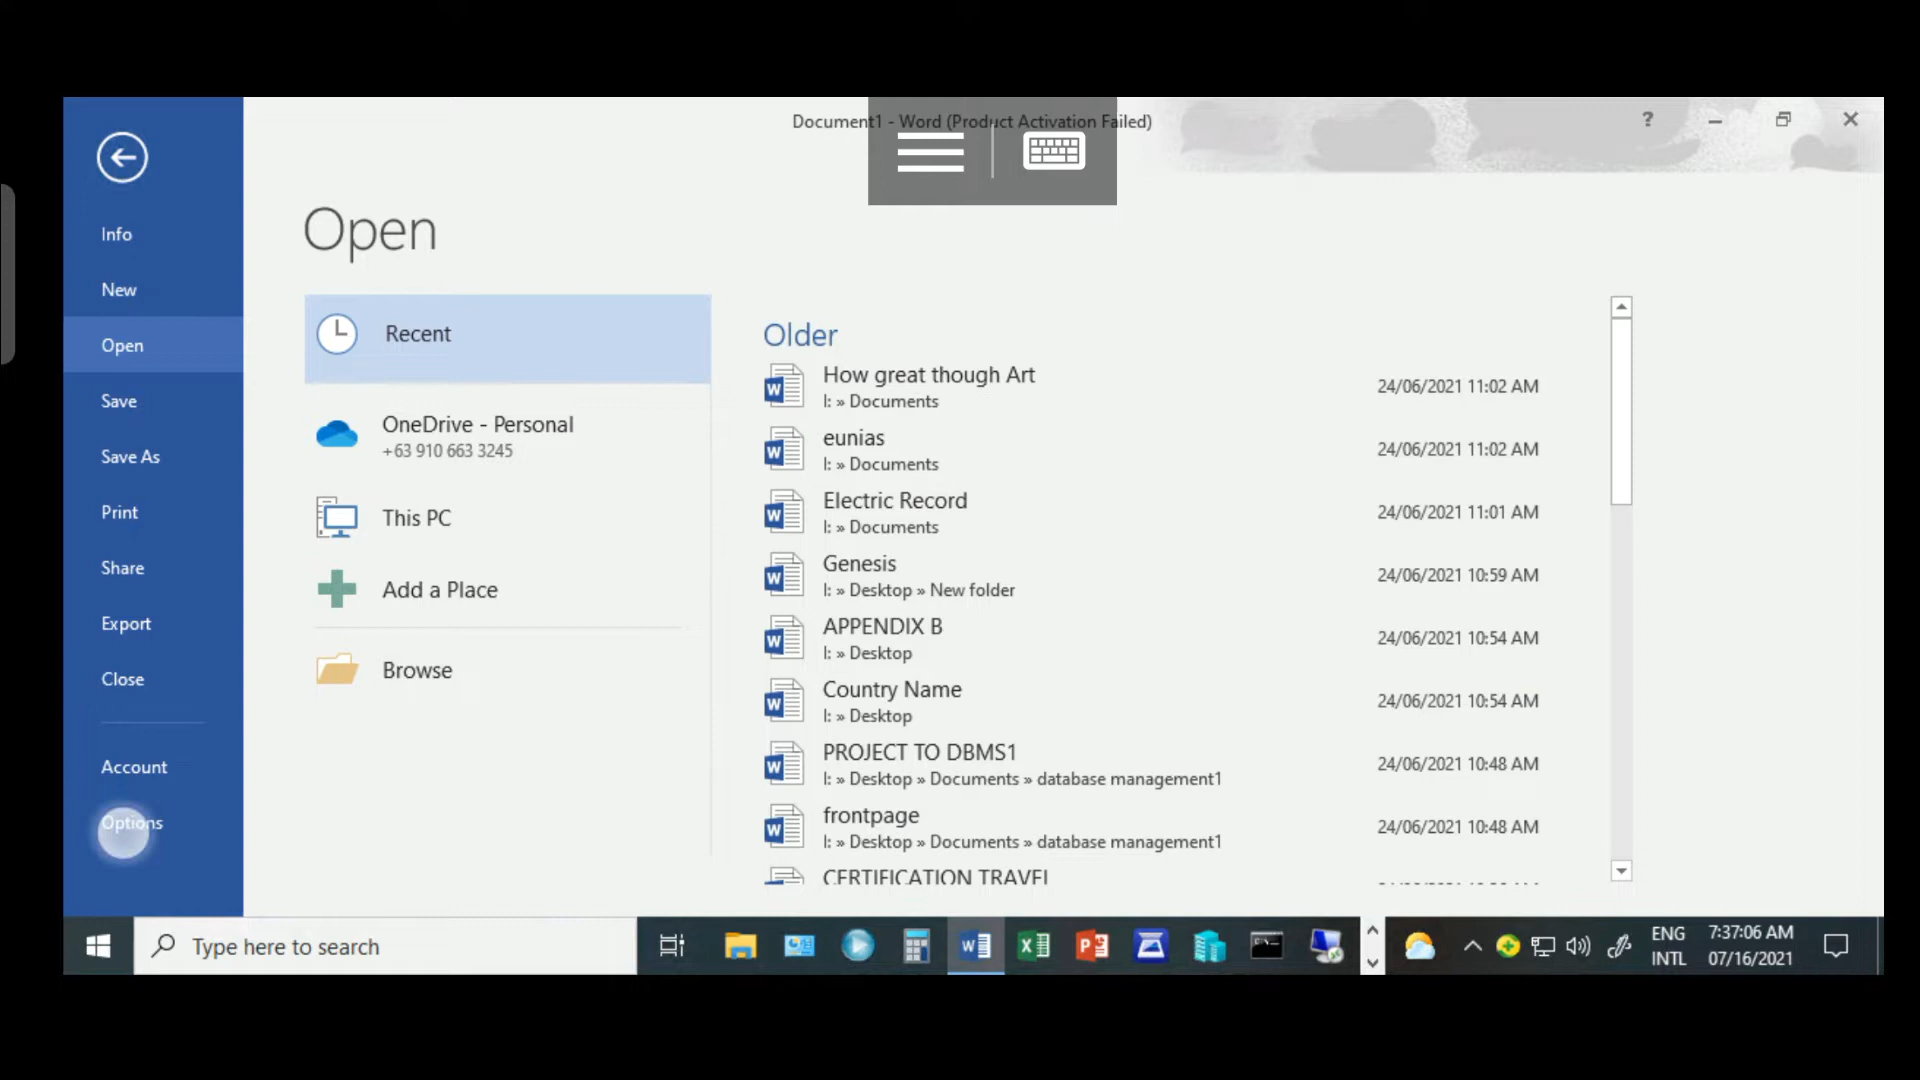 Document1 - Word (Product Activation Failed)
?
Info
New
Open
Save
Save As
Print
Share
Export
Close
Account
Options
Open
Recent
OneDrive - Personal
+63 910 663 3245
This PC
Add a Place
Browse
Older
How great though Art
I: » Documents
24/06/2021 11:02 AM
eunias
I: » Documents
24/06/2021 11:02 AM
Electric Record
I: » Documents
24/06/2021 11:01 AM
Genesis
I: » Desktop » New folder
24/06/2021 10:59 AM
APPENDIX B
I: » Desktop
24/06/2021 10:54 AM
Country Name
I: » Desktop
24/06/2021 10:54 AM
PROJECT TO DBMS1
I: » Desktop » Documents » database management1
24/06/2021 10:48 AM
frontpage
I: » Desktop » Documents » database management1
24/06/2021 10:48 AM
CERTIFICATION TRAVEL
Type here to search
ENG
INTL
7:37:06 AM
07/16/2021